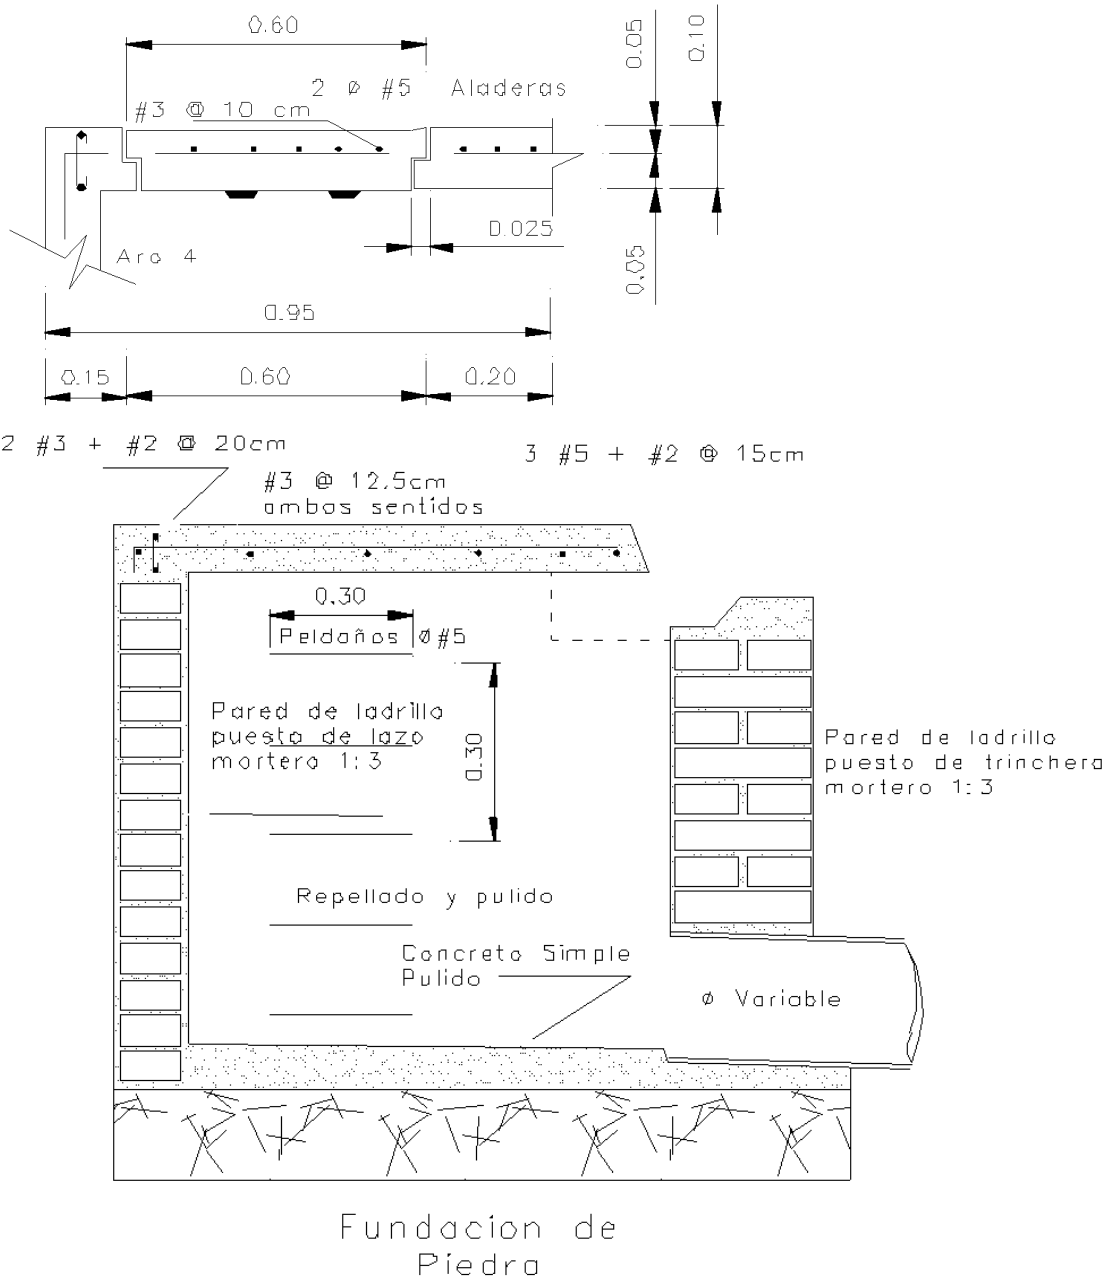 0.60
0.05
0.10
2 ø #5 Aladeras
#3 @ 10 cm
0.025
0.05
Aro 4
0.95
0.15
0.60
0.20
2 #3 + #2 @ 20cm
3 #5 + #2 @ 15cm
#3 @ 12.5cm
ambos sentidos
0.30
Peldaños ø #5
Pared de ladrillo
puesto de lazo
mortero 1:3
0.30
Pared de ladrillo
puesto de trinchera
mortero 1:3
Repellado y pulido
Concreto Simple
Pulido
ø Variable
Fundacion de
Piedra